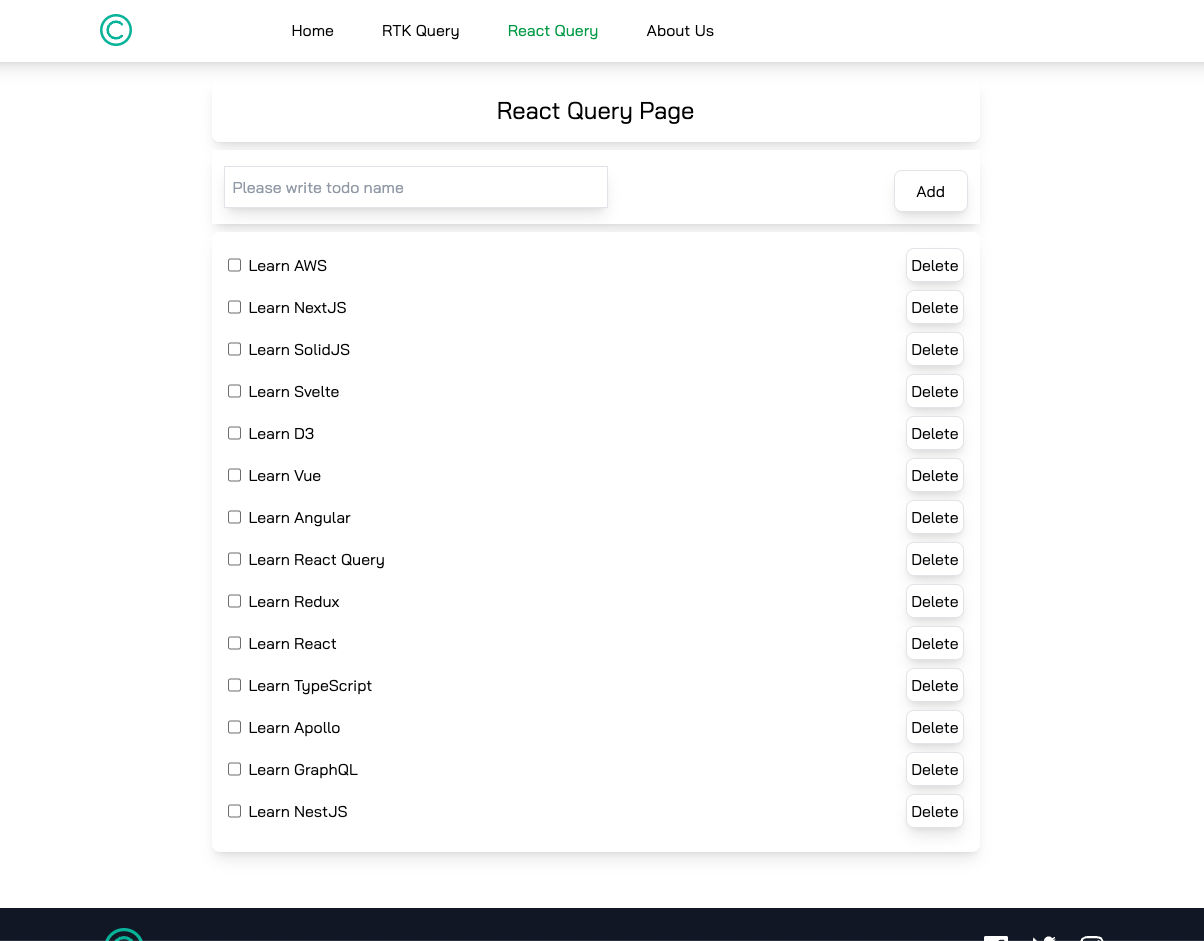 Home RTK Query React Query About Us
React Query Page
Please write todo name Add
Learn AWS Delete
Learn NextJS Delete
Learn SolidJS Delete
Learn Svelte Delete
Learn D3 Delete
Learn Vue Delete
Learn Angular Delete
Learn React Query Delete
Learn Redux Delete
Learn React Delete
Learn TypeScript Delete
Learn Apollo Delete
Learn GraphQL Delete
Learn NestJS Delete